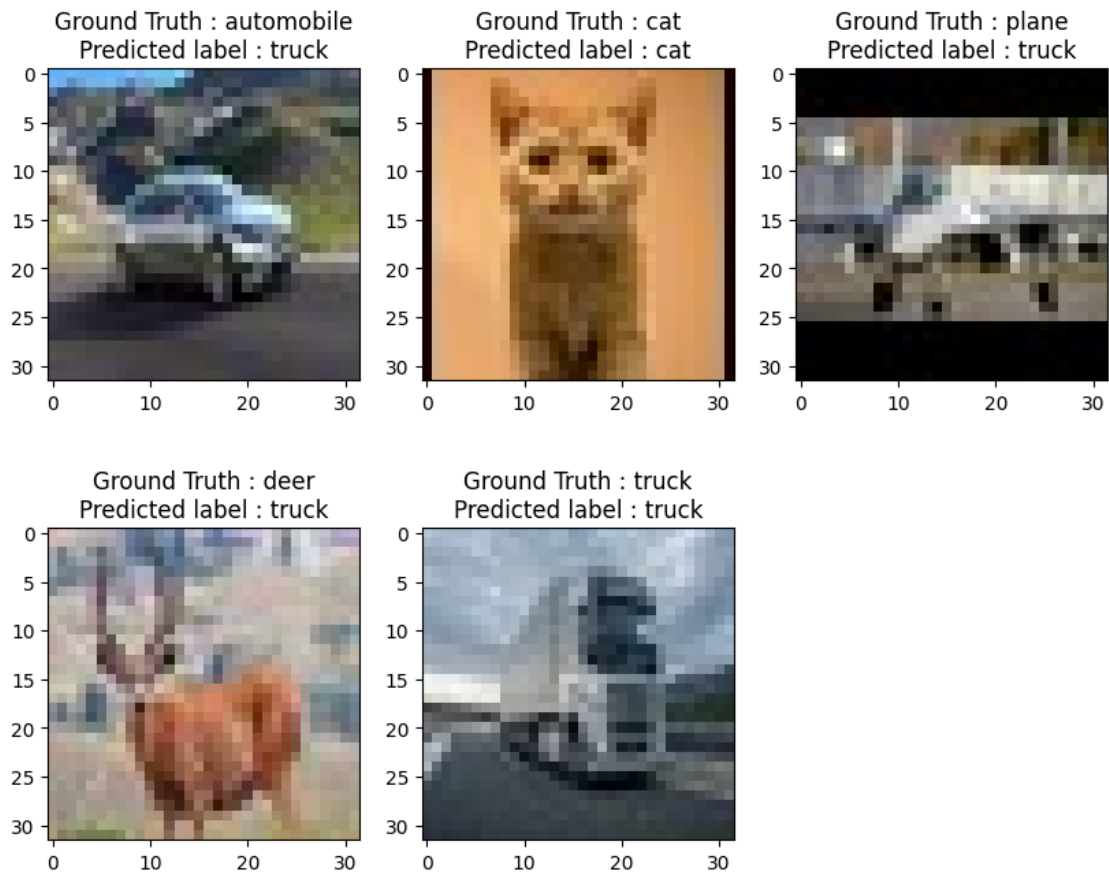 Ground Truth : automobile
Predicted label : truck
0
5
10
15
20
25
30
0 10 20 30
Ground Truth : cat
Predicted label : cat
0
5
10
15
20
25
30
0 10 20 30
Ground Truth : plane
Predicted label : truck
0
5
10
15
20
25
30
0 10 20 30
Ground Truth : deer
Predicted label : truck
0
5
10
15
20
25
30
0 10 20 30
Ground Truth : truck
Predicted label : truck
0
5
10
15
20
25
30
0 10 20 30